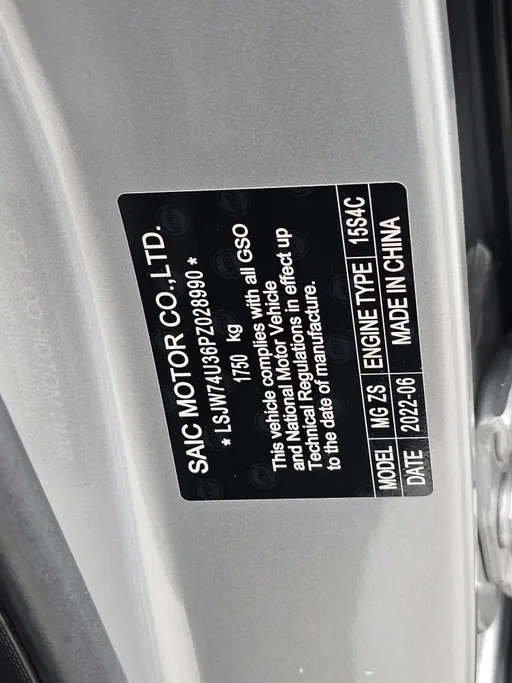 SAIC MOTOR CO.,LTD.
* LSJW74U36PZ028990 *
1750 kg
This vehicle complies with all GSO
and National Motor Vehicle
Technical Regulations in effect up
to the date of manufacture.
MODEL MG ZS ENGINE TYPE 15S4C
DATE 2022-06 MADE IN CHINA